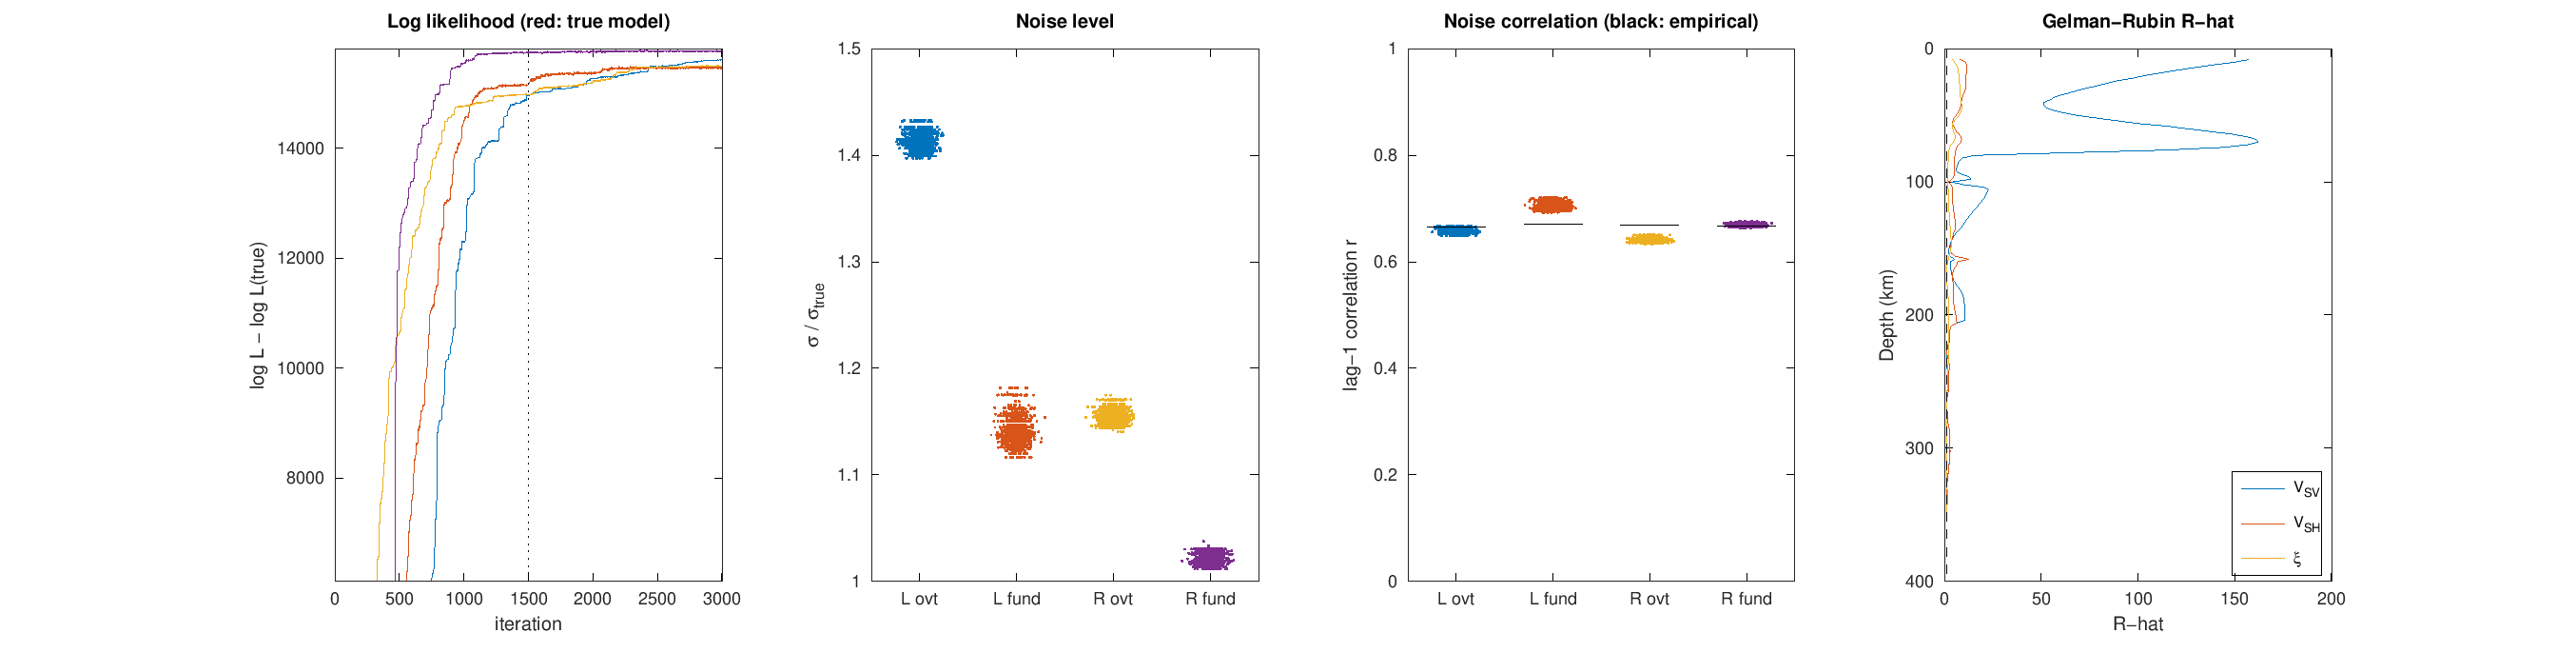 Log likelihood (red: true model)
log L − log L(true)
14000
12000
10000
8000
0 500 1000 1500 2000 2500 3000
iteration
Noise level
σ / σtrue
1.5
1.4
1.3
1.2
1.1
1
L ovt L fund R ovt R fund
Noise correlation (black: empirical)
lag−1 correlation r
1
0.8
0.6
0.4
0.2
0
L ovt L fund R ovt R fund
Gelman−Rubin R−hat
Depth (km)
0
100
200
300
400
VSV
VSH
ξ
0 50 100 150 200
R−hat